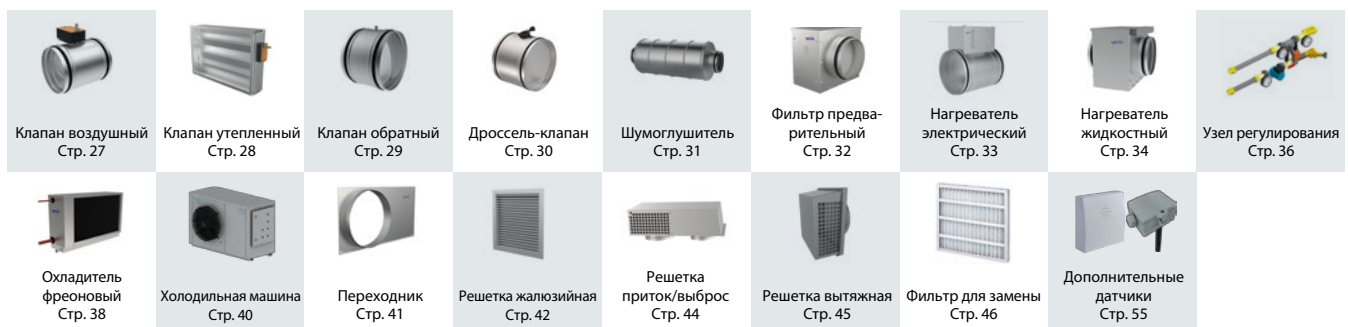 Клапан воздушный
Стр. 27
Клапан утепленный
Стр. 28
Клапан обратный
Стр. 29
Дроссель-клапан
Стр. 30
Шумоглушитель
Стр. 31
Фильтр предва-
рительный
Стр. 32
Нагреватель
электрический
Стр. 33
Нагреватель
жидкостный
Стр. 34
Узел регулирования
Стр. 36
Охладитель
фреоновый
Стр. 38
Холодильная машина
Стр. 40
Переходник
Стр. 41
Решетка жалюзийная
Стр. 42
Решетка
приток/выброс
Стр. 44
Решетка вытяжная
Стр. 45
Фильтр для замены
Стр. 46
Дополнительные
датчики
Стр. 55